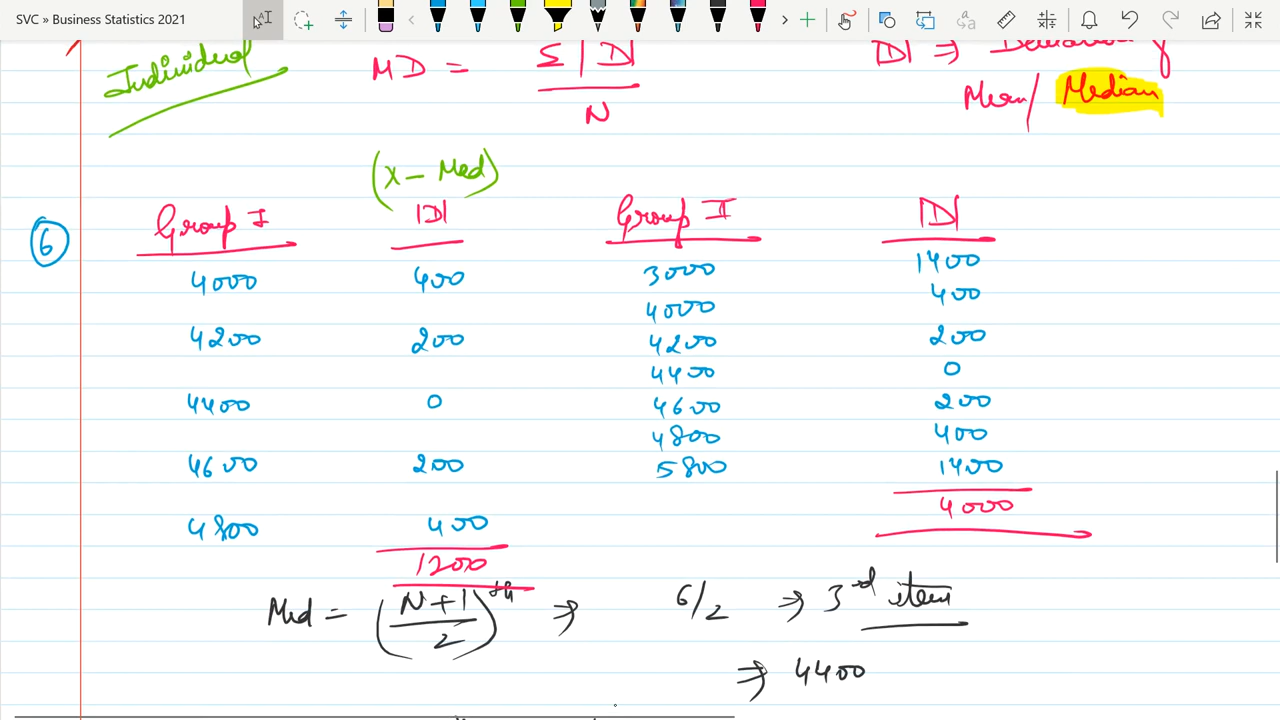 SVC » Business Statistics 2021
Individual
MD = Σ|D|
N
|D| ⇒ Deviation of
Mean/ Median
(X - Med)
6
Group I |D| Group II |D|
4000 400 3000 1400
4000 400
4200 200 4200 200
4400 0
4400 0 4600 200
4800 400
4600 200 5800 1400
4000
4800 400
1200
Med = (N+1 / 2)th ⇒ 6/2 ⇒ 3rd item
⇒ 4400